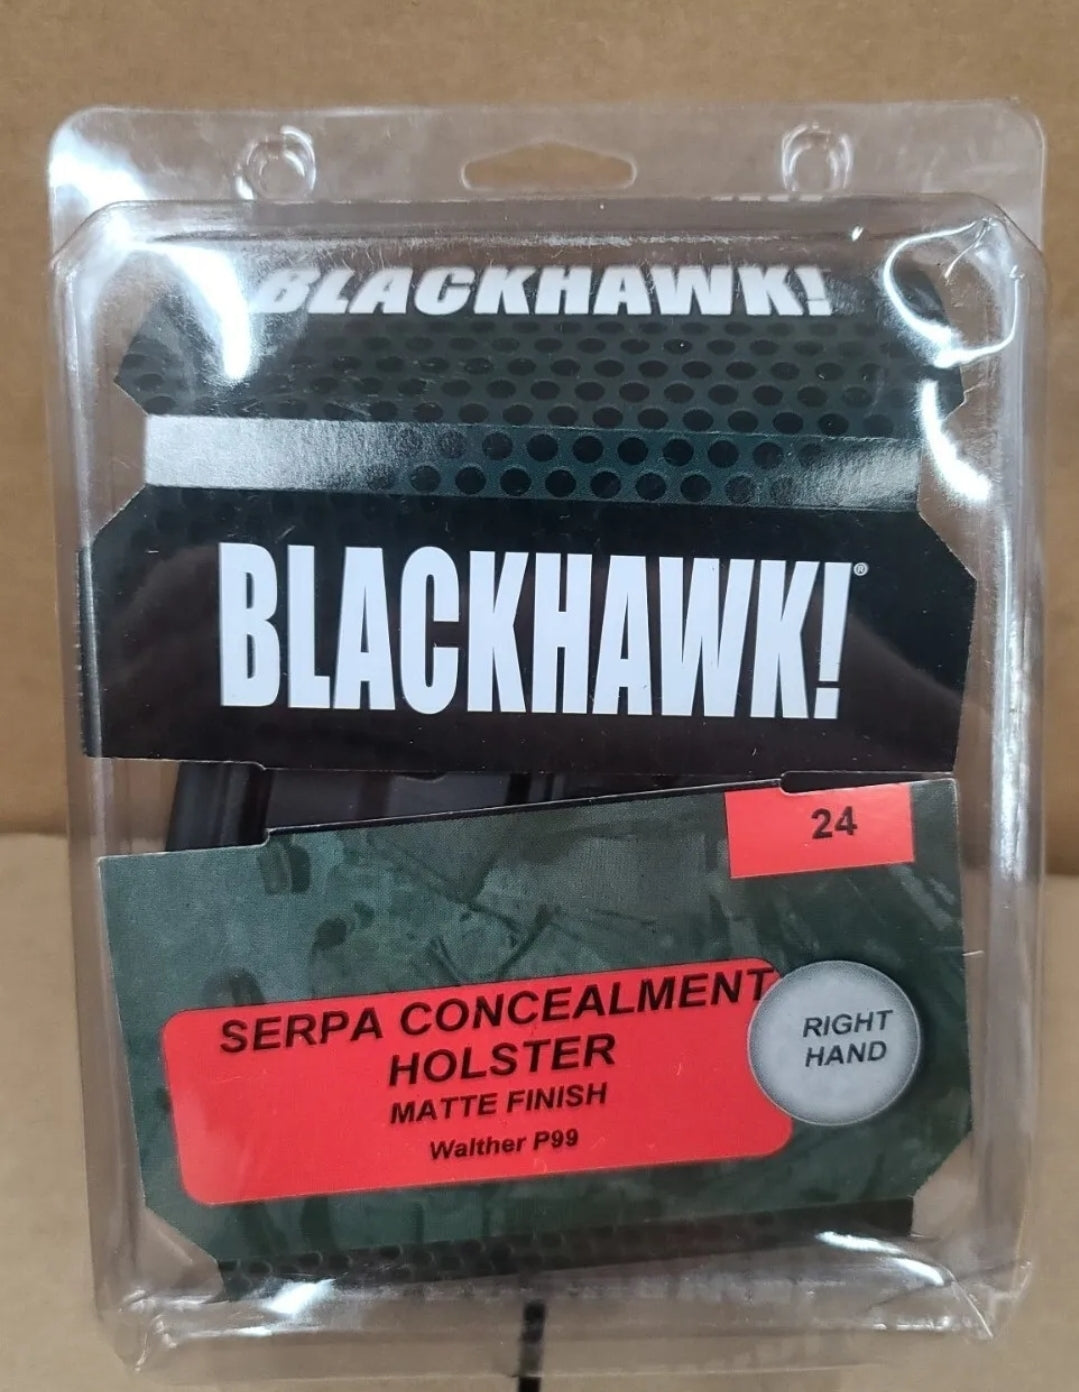 BLACKHAWK!
BLACKHAWK!®
24
SERPA CONCEALMENT
HOLSTER
MATTE FINISH
Walther P99
RIGHT
HAND